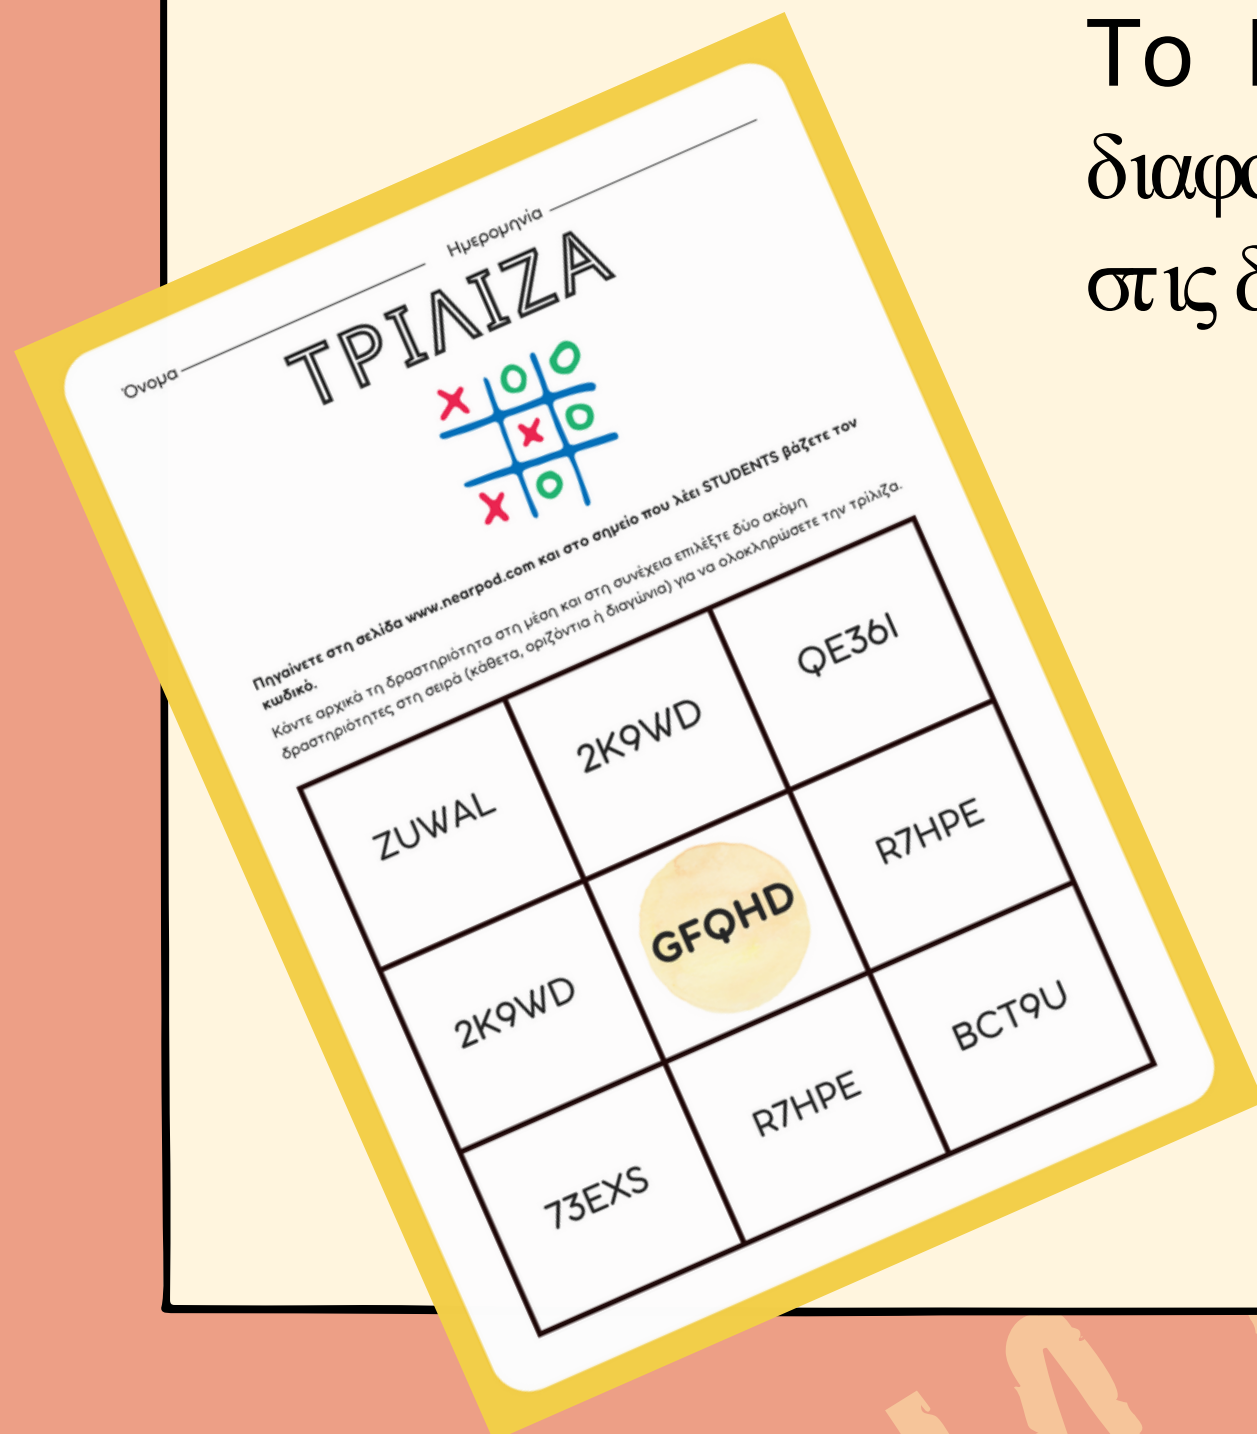 Όνομα Ημερομηνία
ΤΡΙΛΙΖΑ
Πηγαίνετε στη σελίδα www.nearpod.com και στο σημείο που λέει STUDENTS βάζετε τον
κωδικό.
Κάντε αρχικά τη δραστηριότητα στη μέση και στη συνέχεια επιλέξτε δύο ακόμη
δραστηριότητες στη σειρά (κάθετα, οριζόντια ή διαγώνια) για να ολοκληρώσετε την τρίλιζα.
ZUWAL 2K9WD QE36I
2K9WD GFQHD R7HPE
73EXS R7HPE BCT9U
Το
στις